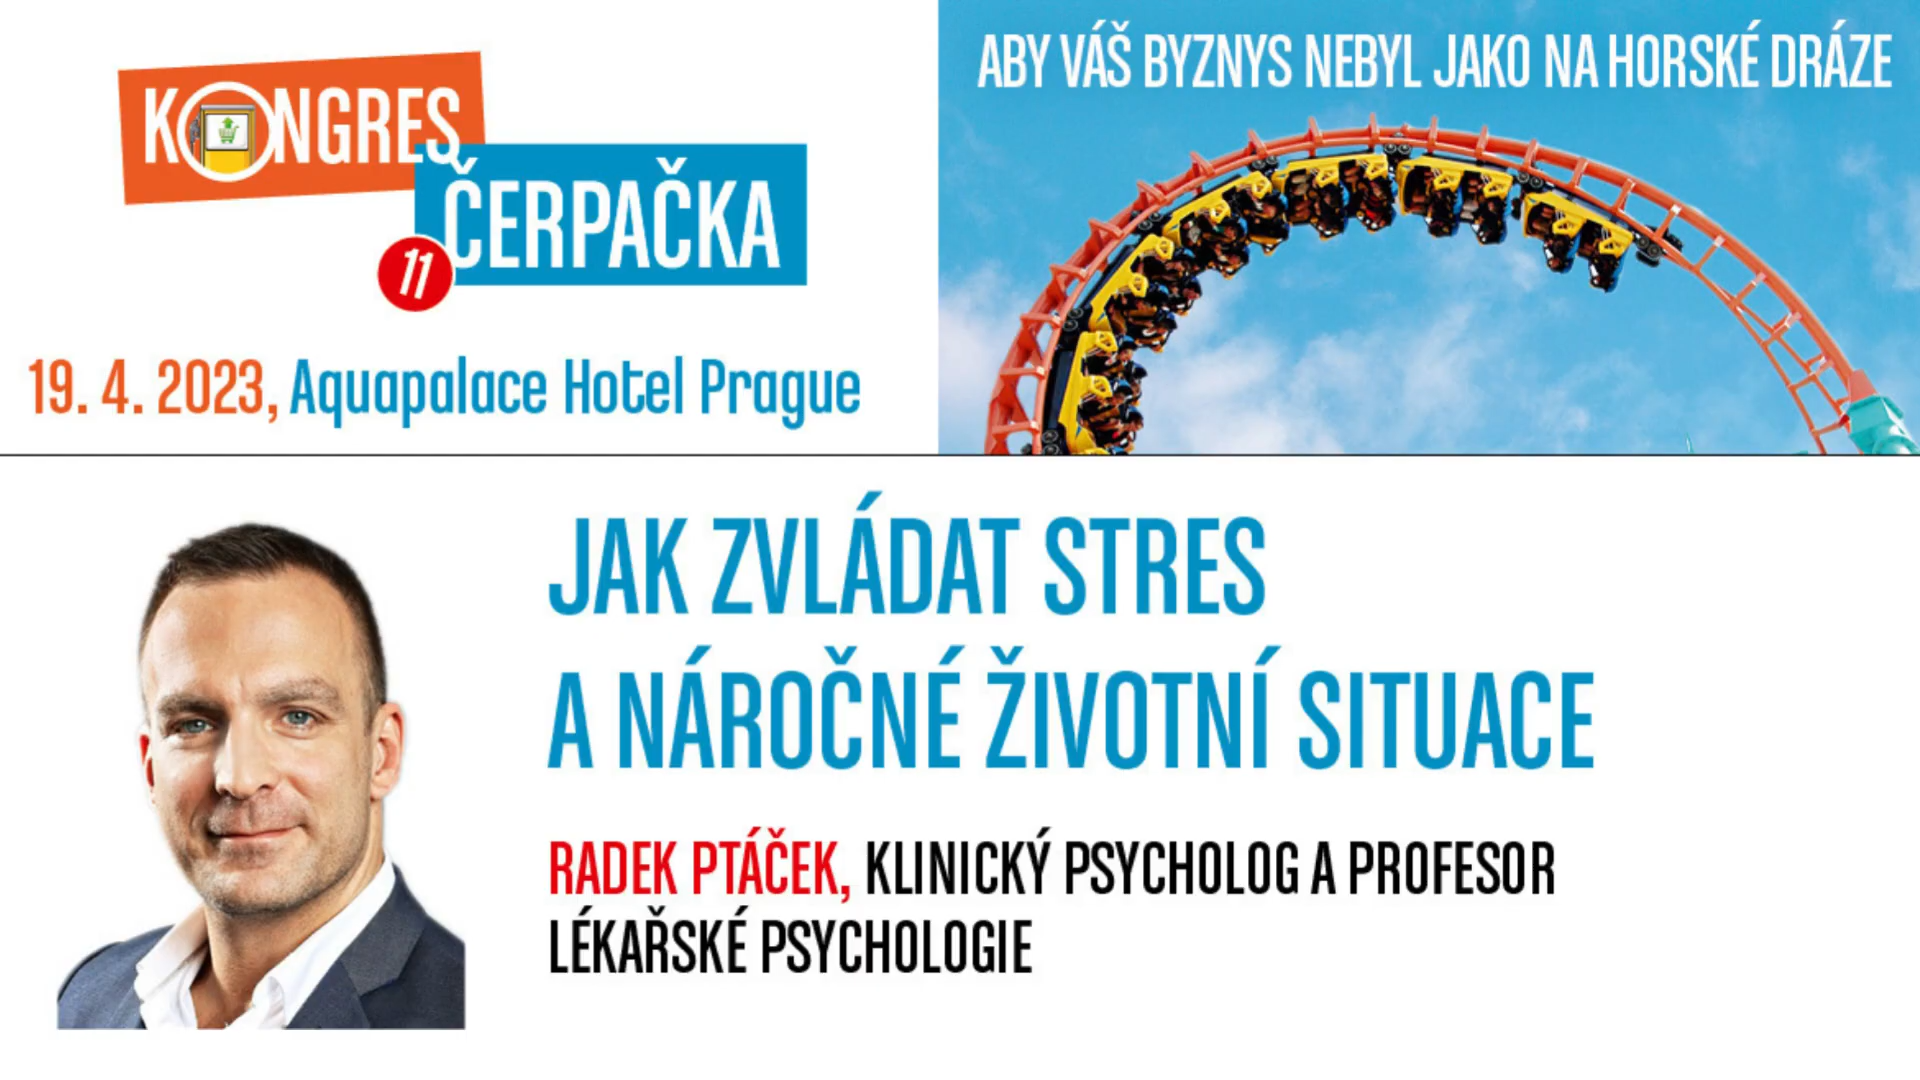 KONGRES
ČERPAČKA
11
19. 4. 2023, Aquapalace Hotel Prague
ABY VÁŠ BYZNYS NEBYL JAKO NA HORSKÉ DRÁZE
JAK ZVLÁDAT STRES
A NÁROČNÉ ŽIVOTNÍ SITUACE
RADEK PTÁČEK, KLINICKÝ PSYCHOLOG A PROFESOR
LÉKAŘSKÉ PSYCHOLOGIE